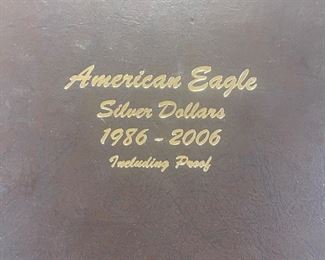 American Eagle
Silver Dollars
1986 - 2006
Including Proof